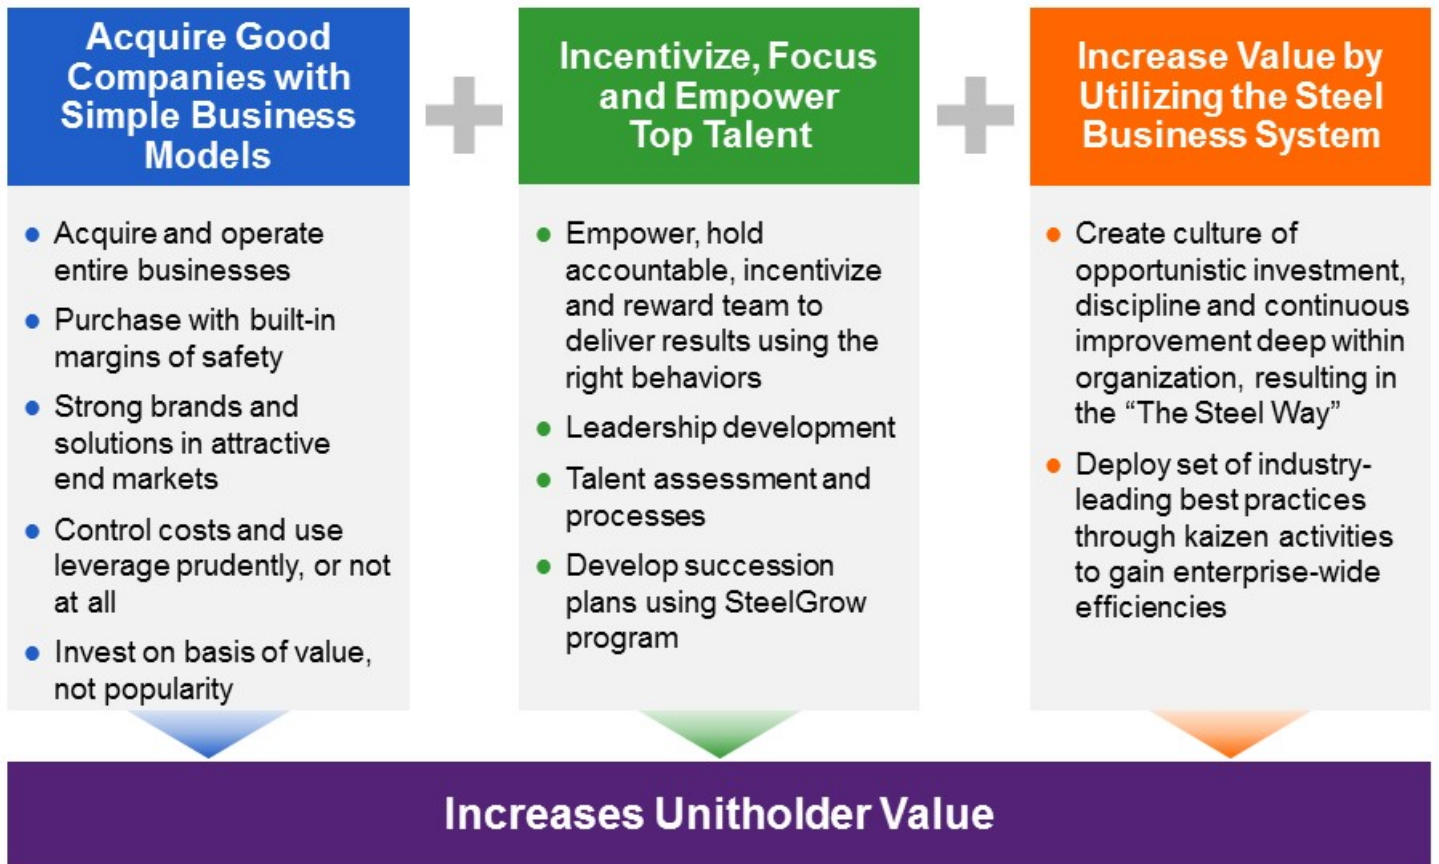 Acquire Good
Companies with
Simple Business
Models
Acquire and operate
entire businesses
Purchase with built-in
margins of safety
Strong brands and
solutions in attractive
end markets
Control costs and use
leverage prudently, or not
at all
Invest on basis of value,
not popularity
Incentivize, Focus
and Empower
Top Talent
Empower, hold
accountable, incentivize
and reward team to
deliver results using the
right behaviors
Leadership development
Talent assessment and
processes
Develop succession
plans using SteelGrow
program
Increase Value by
Utilizing the Steel
Business System
Create culture of
opportunistic investment,
discipline and continuous
improvement deep within
organization, resulting in
the “The Steel Way”
Deploy set of industry-
leading best practices
through kaizen activities
to gain enterprise-wide
efficiencies
Increases Unitholder Value